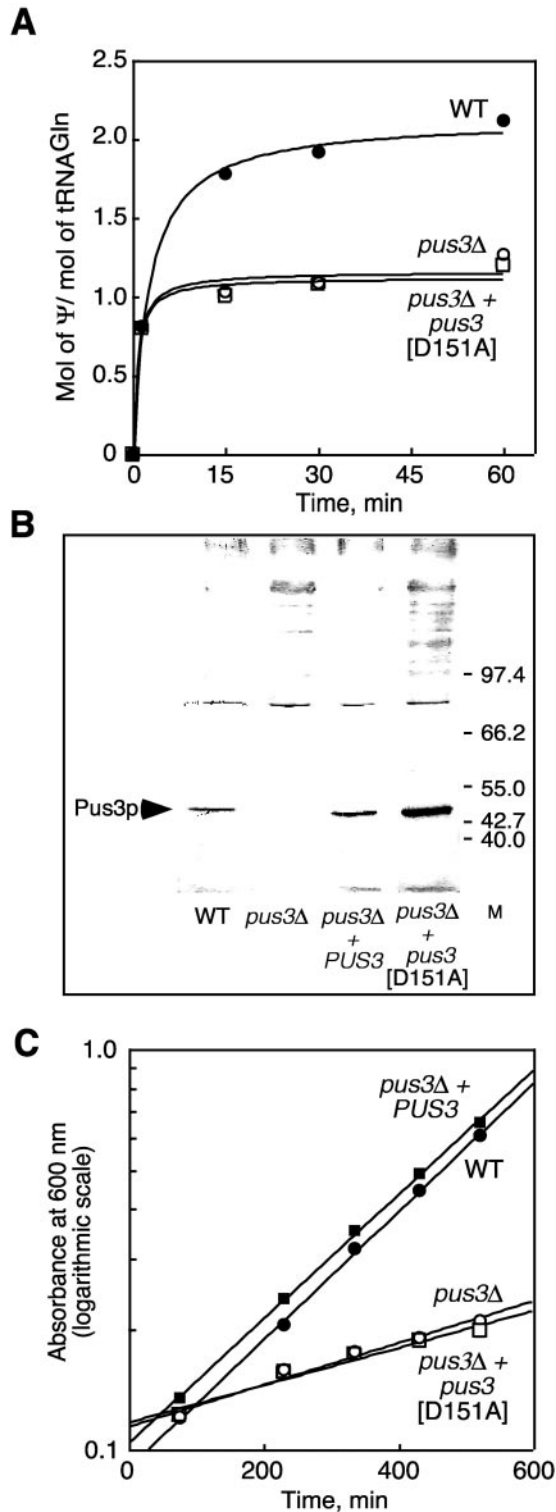 A
2.5
2.0
1.5
1.0
0.5
0
Mol of Ψ/ mol of tRNAGln
WT
pus3Δ
pus3Δ +
pus3
[D151A]
0 15 30 45 60
Time, min
B
97.4
66.2
55.0
42.7
40.0
Pus3p
WT
pus3Δ
pus3Δ
+
PUS3
pus3Δ
+
pus3
[D151A]
M
C
1.0
0.1
Absorbance at 600 nm
(logarithmic scale)
pus3Δ +
PUS3
WT
pus3Δ
pus3Δ +
pus3
[D151A]
0 200 400 600
Time, min